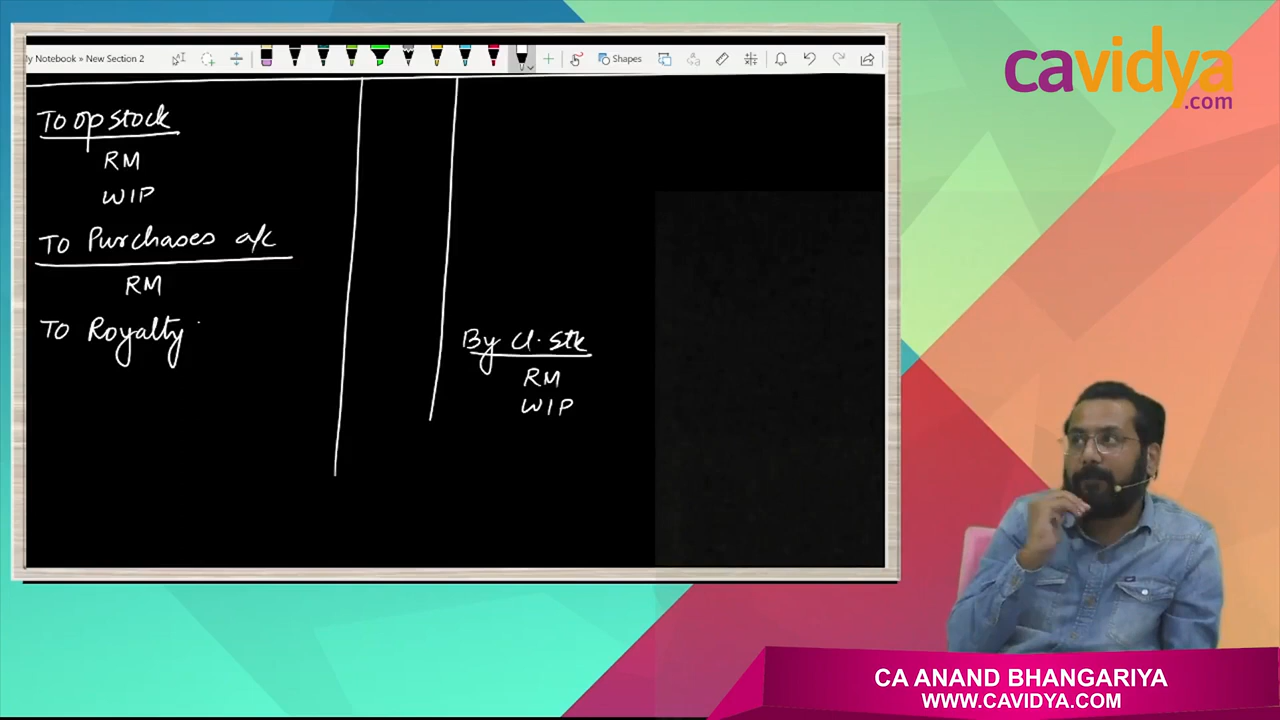 y Notebook » New Section 2
Shapes
To op stock
RM
WIP
To Purchases a/c
RM
To Royalty
By cl. stk
RM
WIP
cavidya
.com
CA ANAND BHANGARIYA
WWW.CAVIDYA.COM